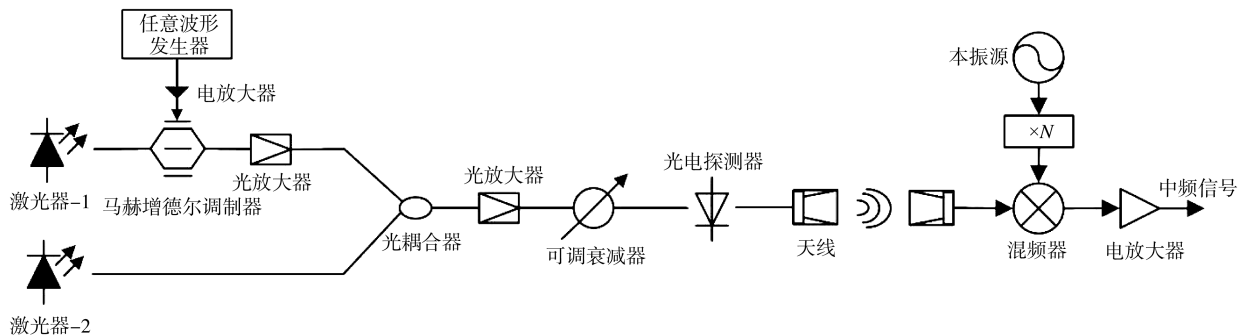 任意波形
发生器
电放大器
激光器-1
马赫增德尔调制器
光放大器
激光器-2
光耦合器
光放大器
可调衰减器
光电探测器
天线
本振源
×N
混频器
电放大器
中频信号